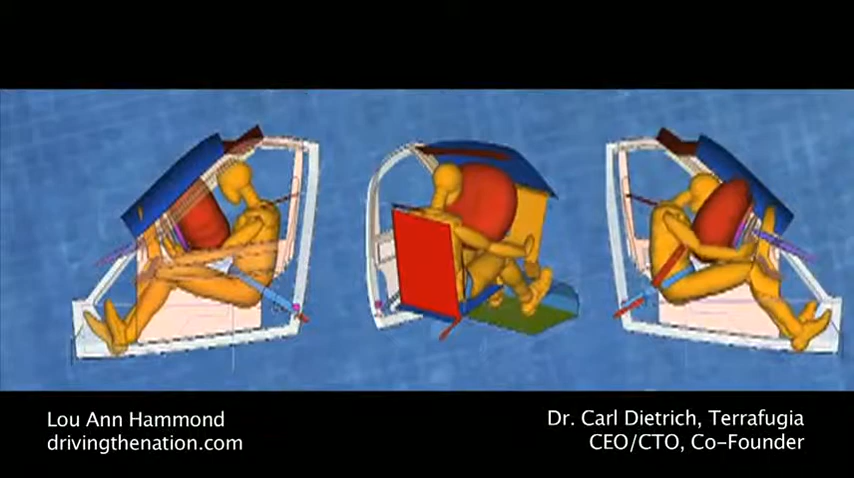 Lou Ann Hammond
drivingthenation.com
Dr. Carl Dietrich, Terrafugia
CEO/CTO, Co-Founder